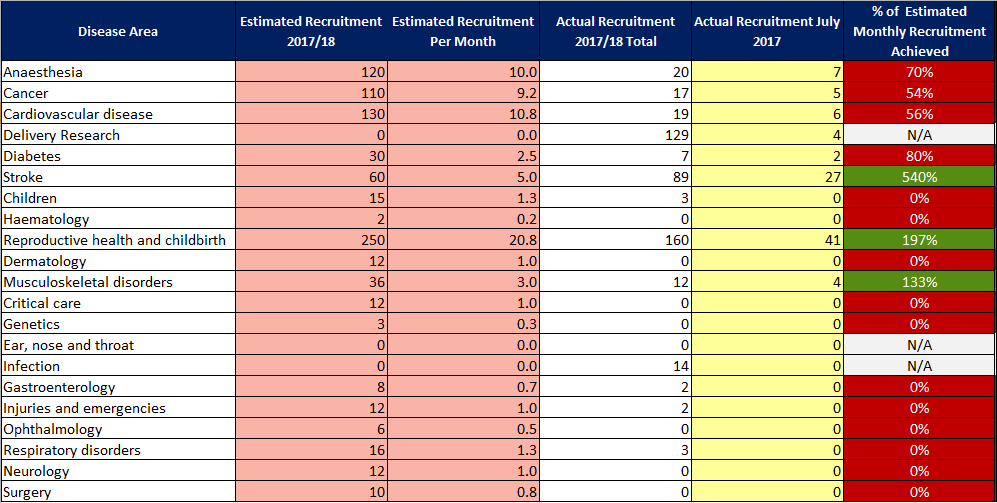 Disease Area Estimated Recruitment 2017/18 Estimated Recruitment Per Month Actual Recruitment 2017/18 Total Actual Recruitment July 2017 % of Estimated Monthly Recruitment Achieved
Anaesthesia 120 10.0 20 7 70%
Cancer 110 9.2 17 5 54%
Cardiovascular disease 130 10.8 19 6 56%
Delivery Research 0 0.0 129 4 N/A
Diabetes 30 2.5 7 2 80%
Stroke 60 5.0 89 27 540%
Children 15 1.3 3 0 0%
Haematology 2 0.2 0 0 0%
Reproductive health and childbirth 250 20.8 160 41 197%
Dermatology 12 1.0 0 0 0%
Musculoskeletal disorders 36 3.0 12 4 133%
Critical care 12 1.0 0 0 0%
Genetics 3 0.3 0 0 0%
Ear, nose and throat 0 0.0 0 0 N/A
Infection 0 0.0 14 0 N/A
Gastroenterology 8 0.7 2 0 0%
Injuries and emergencies 12 1.0 2 0 0%
Ophthalmology 6 0.5 0 0 0%
Respiratory disorders 16 1.3 3 0 0%
Neurology 12 1.0 0 0 0%
Surgery 10 0.8 0 0 0%